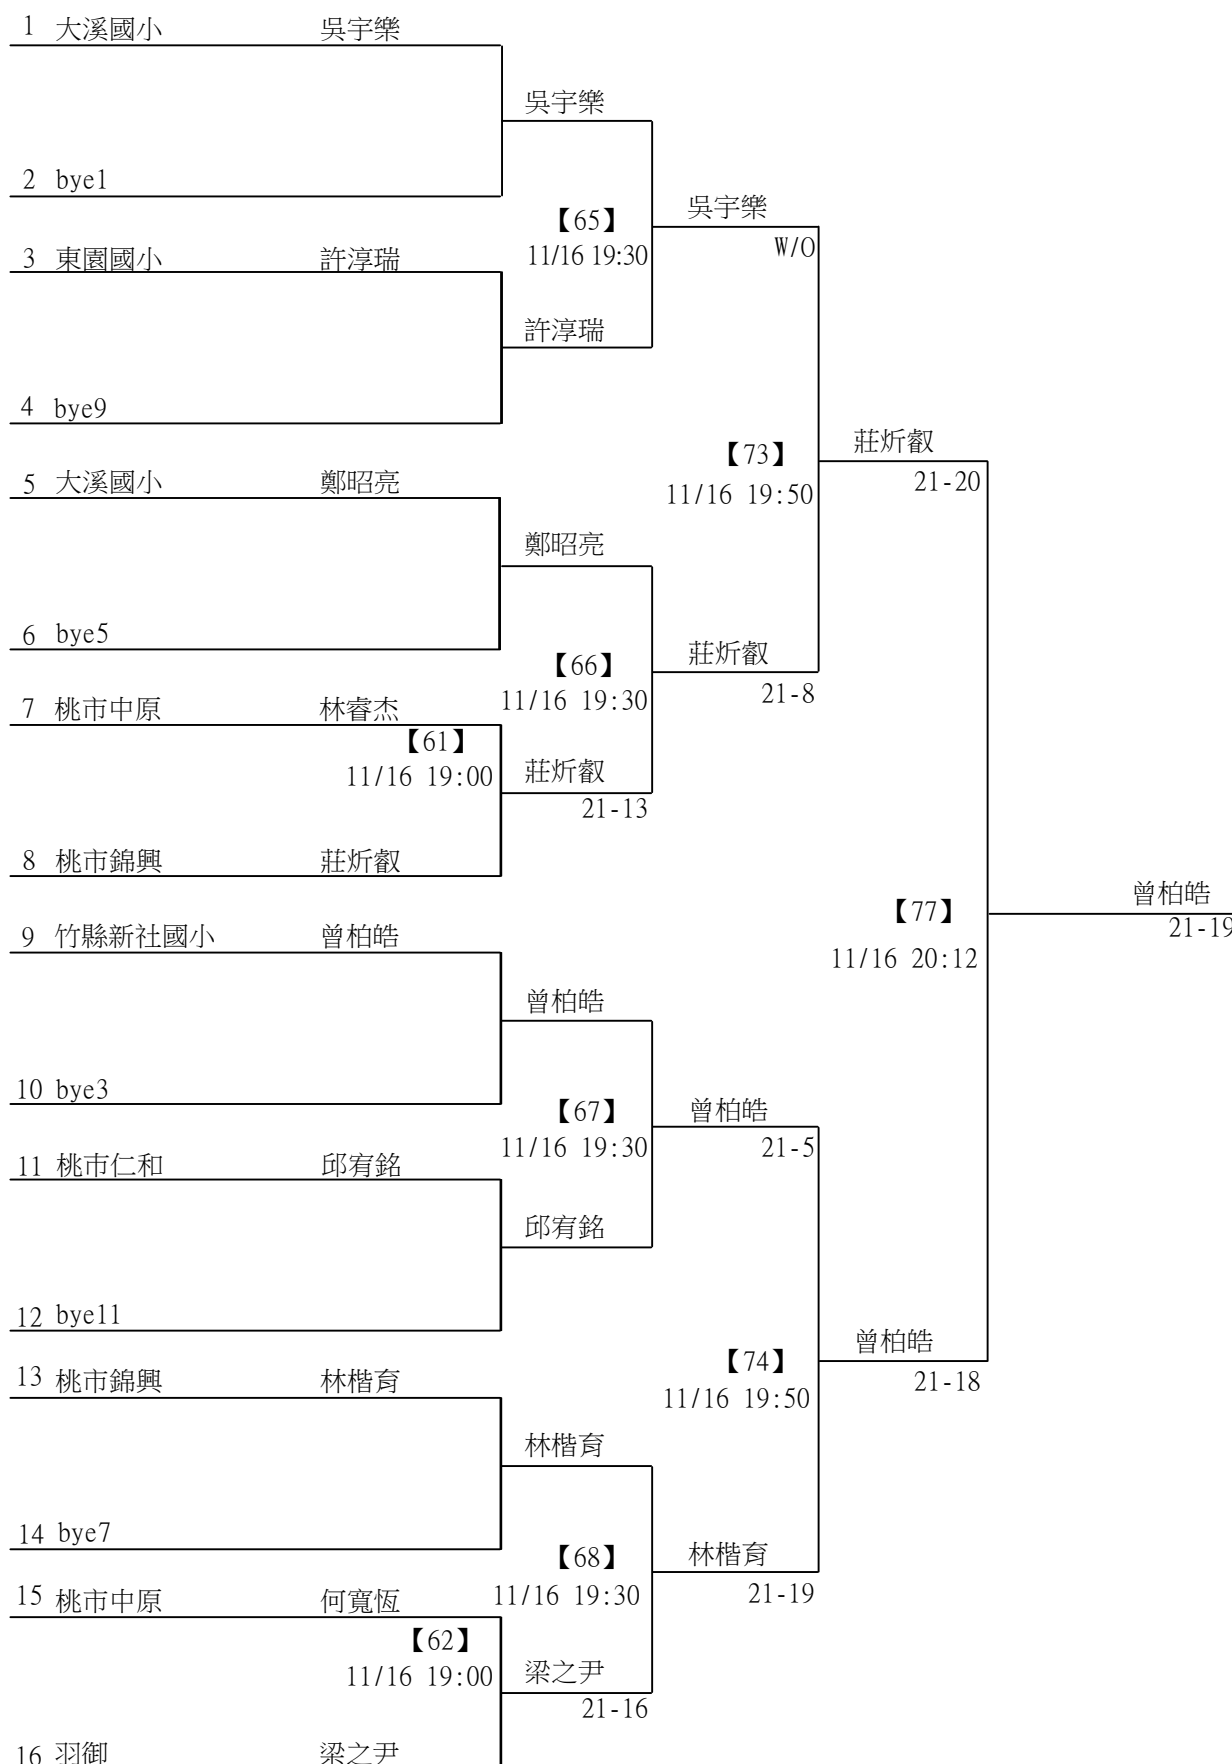 1 大溪國小 吳宇樂
吳宇樂
2 bye1
吳宇樂
【65】
W/O
11/16 19:30
3 東園國小 許淳瑞
許淳瑞
4 bye9
莊炘叡
【73】
21-20
11/16 19:50
5 大溪國小 鄭昭亮
鄭昭亮
6 bye5
莊炘叡
【66】
21-8
11/16 19:30
7 桃市中原 林睿杰
【61】
11/16 19:00
莊炘叡
21-13
8 桃市錦興 莊炘叡
曾柏皓
【77】
21-19
11/16 20:12
9 竹縣新社國小 曾柏皓
曾柏皓
10 bye3
曾柏皓
【67】
21-5
11/16 19:30
11 桃市仁和 邱宥銘
邱宥銘
12 bye11
曾柏皓
【74】
21-18
11/16 19:50
13 桃市錦興 林楷育
林楷育
14 bye7
林楷育
【68】
21-19
11/16 19:30
15 桃市中原 何寬恆
【62】
11/16 19:00
梁之尹
21-16
16 羽御 梁之尹